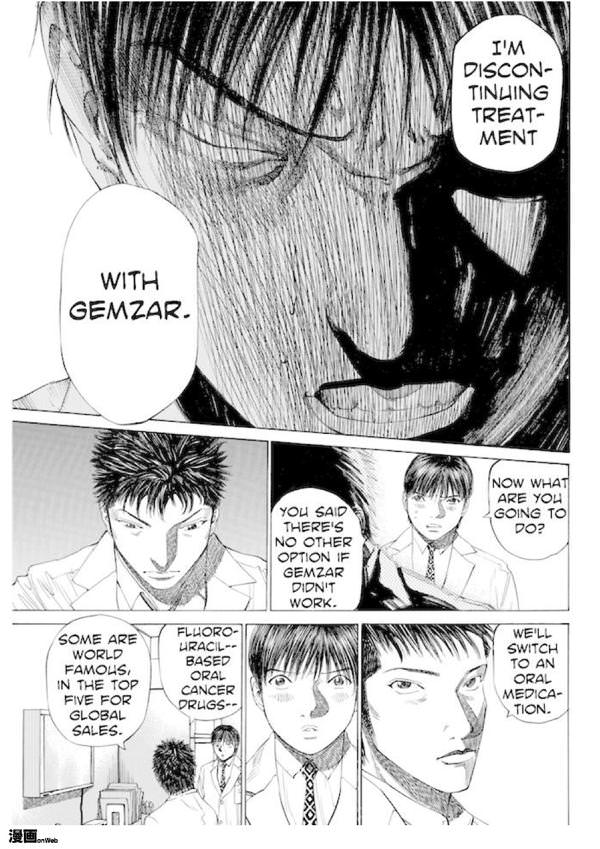 I'M
DISCON-
TINUING
TREAT-
MENT
WITH
GEMZAR.
NOW WHAT
ARE YOU
GOING TO
DO?
YOU SAID
THERE'S
NO OTHER
OPTION IF
GEMZAR
DIDN'T
WORK.
WE'LL
SWITCH
TO AN
ORAL
MEDICA-
TION.
FLUORO-
URACIL--
BASED
ORAL
CANCER
DRUGS--
SOME ARE
WORLD
FAMOUS,
IN THE TOP
FIVE FOR
GLOBAL
SALES.
漫画onWeb